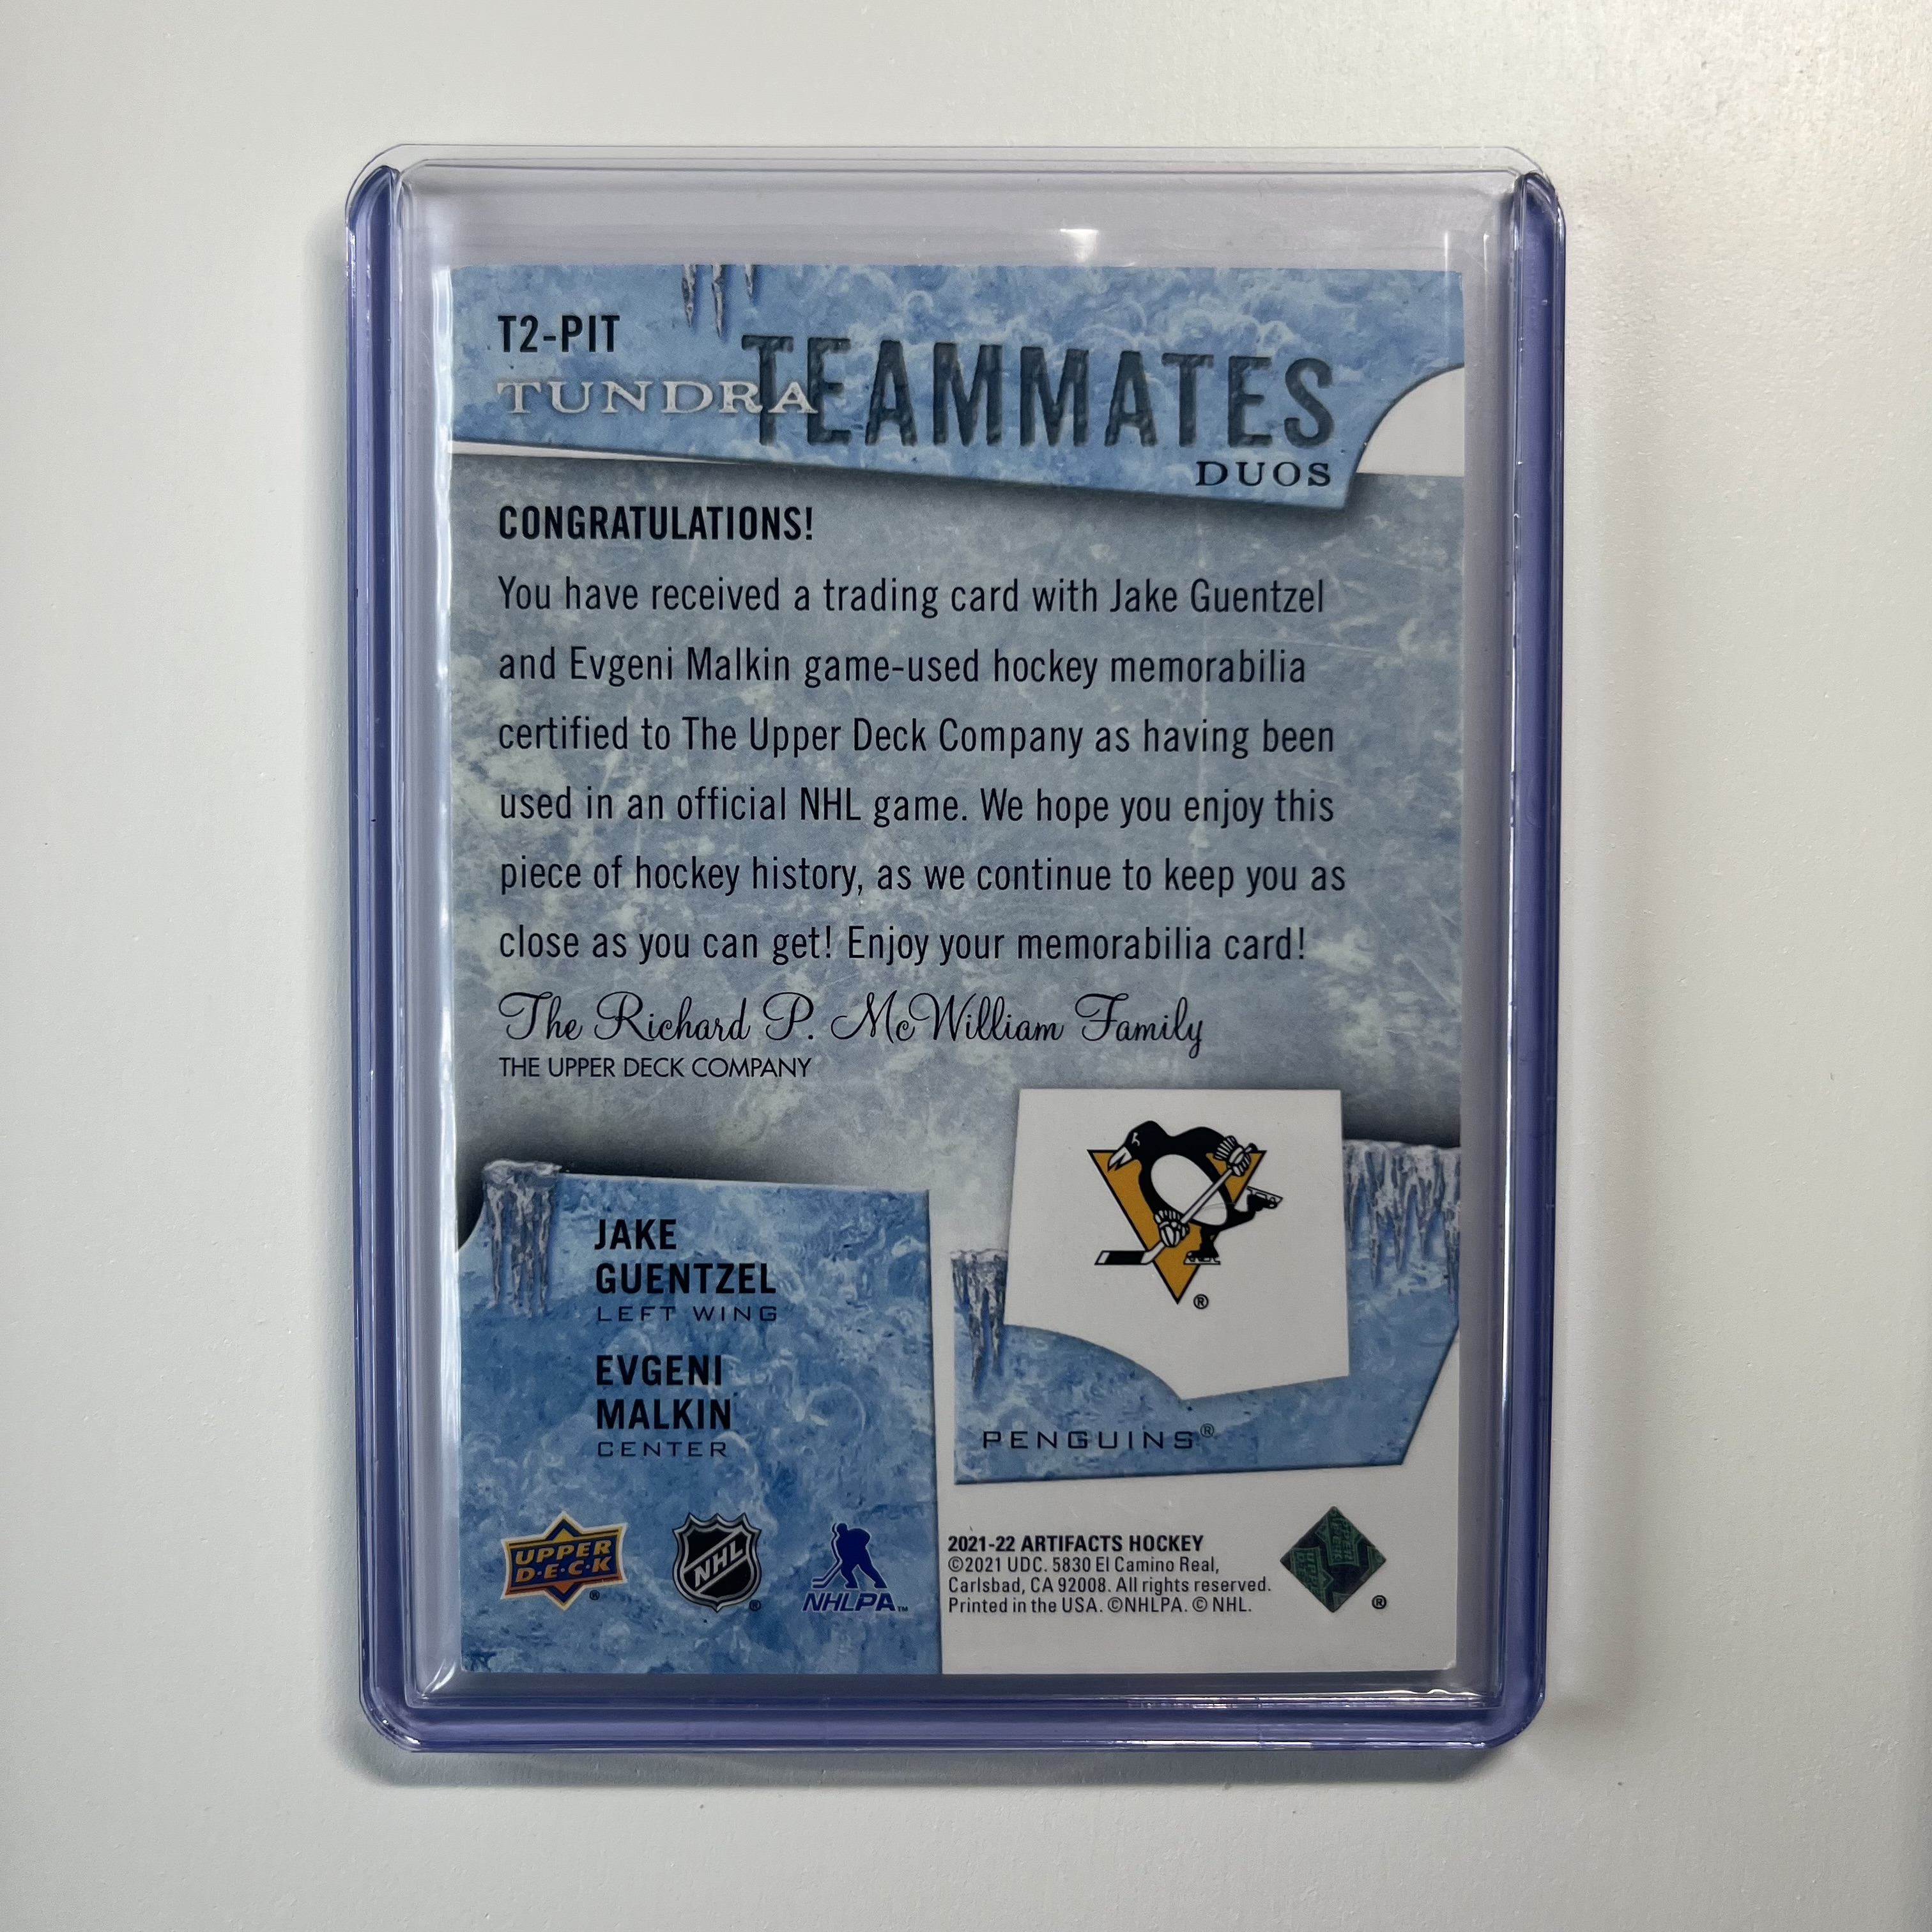 T2-PIT
TUNDRA TEAMMATES
DUOS
CONGRATULATIONS!
You have received a trading card with Jake Guentzel
and Evgeni Malkin game-used hockey memorabilia
certified to The Upper Deck Company as having been
used in an official NHL game. We hope you enjoy this
piece of hockey history, as we continue to keep you as
close as you can get! Enjoy your memorabilia card!
The Richard P. McWilliam Family
THE UPPER DECK COMPANY
JAKE
GUENTZEL
LEFT WING
EVGENI
MALKIN
CENTER
®
PENGUINS®
UPPER
D·E·C·K ®
NHL ®
NHLPA™
2021-22 ARTIFACTS HOCKEY
©2021 UDC. 5830 El Camino Real,
Carlsbad, CA 92008. All rights reserved.
Printed in the USA. ©NHLPA. © NHL.
®